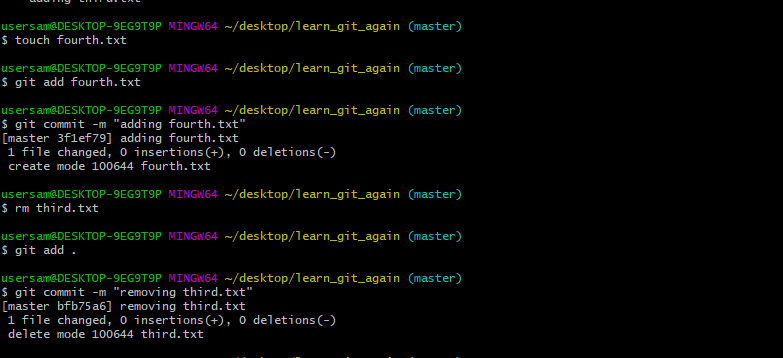 adding third.txt
usersam@DESKTOP-9EG9T9P MINGW64 ~/desktop/learn_git_again (master)
$ touch fourth.txt
usersam@DESKTOP-9EG9T9P MINGW64 ~/desktop/learn_git_again (master)
$ git add fourth.txt
usersam@DESKTOP-9EG9T9P MINGW64 ~/desktop/learn_git_again (master)
$ git commit -m "adding fourth.txt"
[master 3f1ef79] adding fourth.txt
 1 file changed, 0 insertions(+), 0 deletions(-)
 create mode 100644 fourth.txt
usersam@DESKTOP-9EG9T9P MINGW64 ~/desktop/learn_git_again (master)
$ rm third.txt
usersam@DESKTOP-9EG9T9P MINGW64 ~/desktop/learn_git_again (master)
$ git add .
usersam@DESKTOP-9EG9T9P MINGW64 ~/desktop/learn_git_again (master)
$ git commit -m "removing third.txt"
[master bfb75a6] removing third.txt
 1 file changed, 0 insertions(+), 0 deletions(-)
 delete mode 100644 third.txt